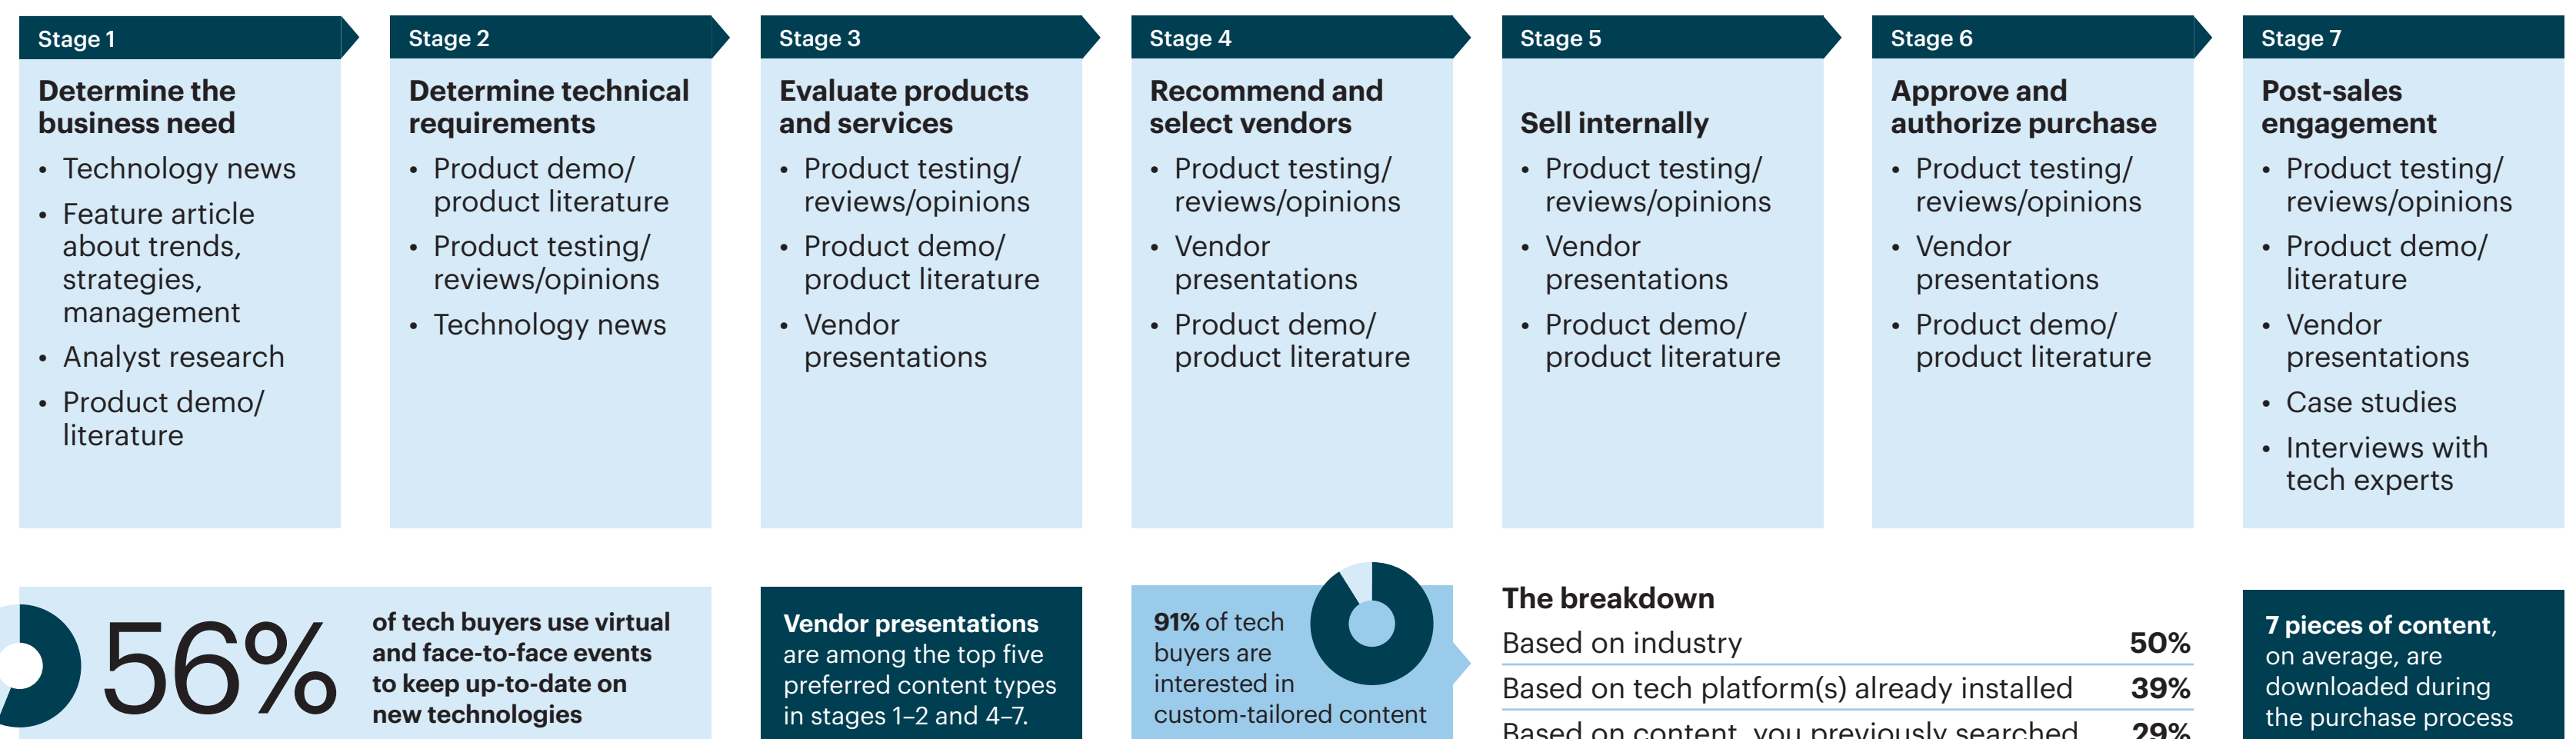 Stage 1
Determine the
business need
• Technology news
• Feature article
about trends,
strategies,
management
• Analyst research
• Product demo/
literature
Stage 2
Determine technical
requirements
• Product demo/
product literature
• Product testing/
reviews/opinions
• Technology news
Stage 3
Evaluate products
and services
• Product testing/
reviews/opinions
• Product demo/
product literature
• Vendor
presentations
Stage 4
Recommend and
select vendors
• Product testing/
reviews/opinions
• Vendor
presentations
• Product demo/
product literature
Stage 5
Sell internally
• Product testing/
reviews/opinions
• Vendor
presentations
• Product demo/
product literature
Stage 6
Approve and
authorize purchase
• Product testing/
reviews/opinions
• Vendor
presentations
• Product demo/
product literature
Stage 7
Post-sales
engagement
• Product testing/
reviews/opinions
• Product demo/
literature
• Vendor
presentations
• Case studies
• Interviews with
tech experts
56%
of tech buyers use virtual
and face-to-face events
to keep up-to-date on
new technologies
Vendor presentations
are among the top five
preferred content types
in stages 1–2 and 4–7.
91% of tech
buyers are
interested in
custom-tailored content
The breakdown
Based on industry 50%
Based on tech platform(s) already installed 39%
Based on content, you previously searched 29%
7 pieces of content,
on average, are
downloaded during
the purchase process